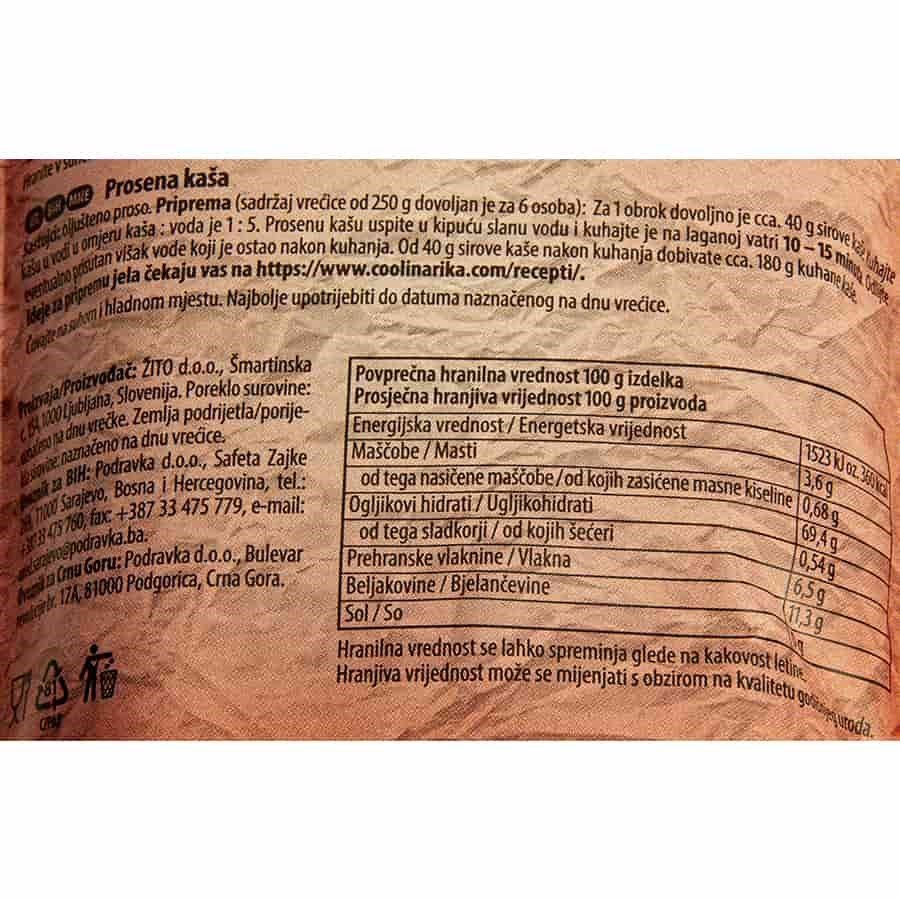 Hranite v suhem
HR BIH MNE Prosena kaša
Sastojci: oljušteno proso. Priprema (sadržaj vrećice od 250 g dovoljan je za 6 osoba): Za 1 obrok dovoljno je cca. 40 g sirove kaše. Kuhajte
kašu u vodi u omjeru kaša : voda je 1 : 5. Prosenu kašu uspite u kipuću slanu vodu i kuhajte je na laganoj vatri 10 – 15 minuta. Odlijte
eventualno prisutan višak vode koji je ostao nakon kuhanja. Od 40 g sirove kaše nakon kuhanja dobivate cca. 180 g kuhane kaše.
Ideje za pripremu jela čekaju vas na https://www.coolinarika.com/recepti/.
Čuvajte na suhom i hladnom mjestu. Najbolje upotrijebiti do datuma naznačenog na dnu vrećice.
Proizvaja/Proizvođač: ŽITO d.o.o., Šmartinska
c. 154, 1000 Ljubljana, Slovenija. Poreklo surovine:
na dnu vrečke. Zemlja podrijetla/porije-
kla sirovine: naznačeno na dnu vrećice.
Uvoznik za BIH: Podravka d.o.o., Safeta Zajke
71000 Sarajevo, Bosna i Hercegovina, tel.:
+387 33 475 760, fax: +387 33 475 779, e-mail:
@podravka.ba.
Uvoznik za Crnu Goru: Podravka d.o.o., Bulevar
br. 17A, 81000 Podgorica, Crna Gora.
Povprečna hranilna vrednost 100 g izdelka
Prosječna hranjiva vrijednost 100 g proizvoda
Energijska vrednost / Energetska vrijednost 1523 kJ oz. 360 kcal
Maščobe / Masti 3,6 g
od tega nasičene maščobe / od kojih zasićene masne kiseline 0,68 g
Ogljikovi hidrati / Ugljikohidrati 69,4 g
od tega sladkorji / od kojih šećeri 0,54 g
Prehranske vlaknine / Vlakna 6,5 g
Beljakovine / Bjelančevine 11,3 g
Sol / So g
Hranilna vrednost se lahko spreminja glede na kakovost letine.
Hranjiva vrijednost može se mijenjati s obzirom na kvalitetu godišnjeg uroda.